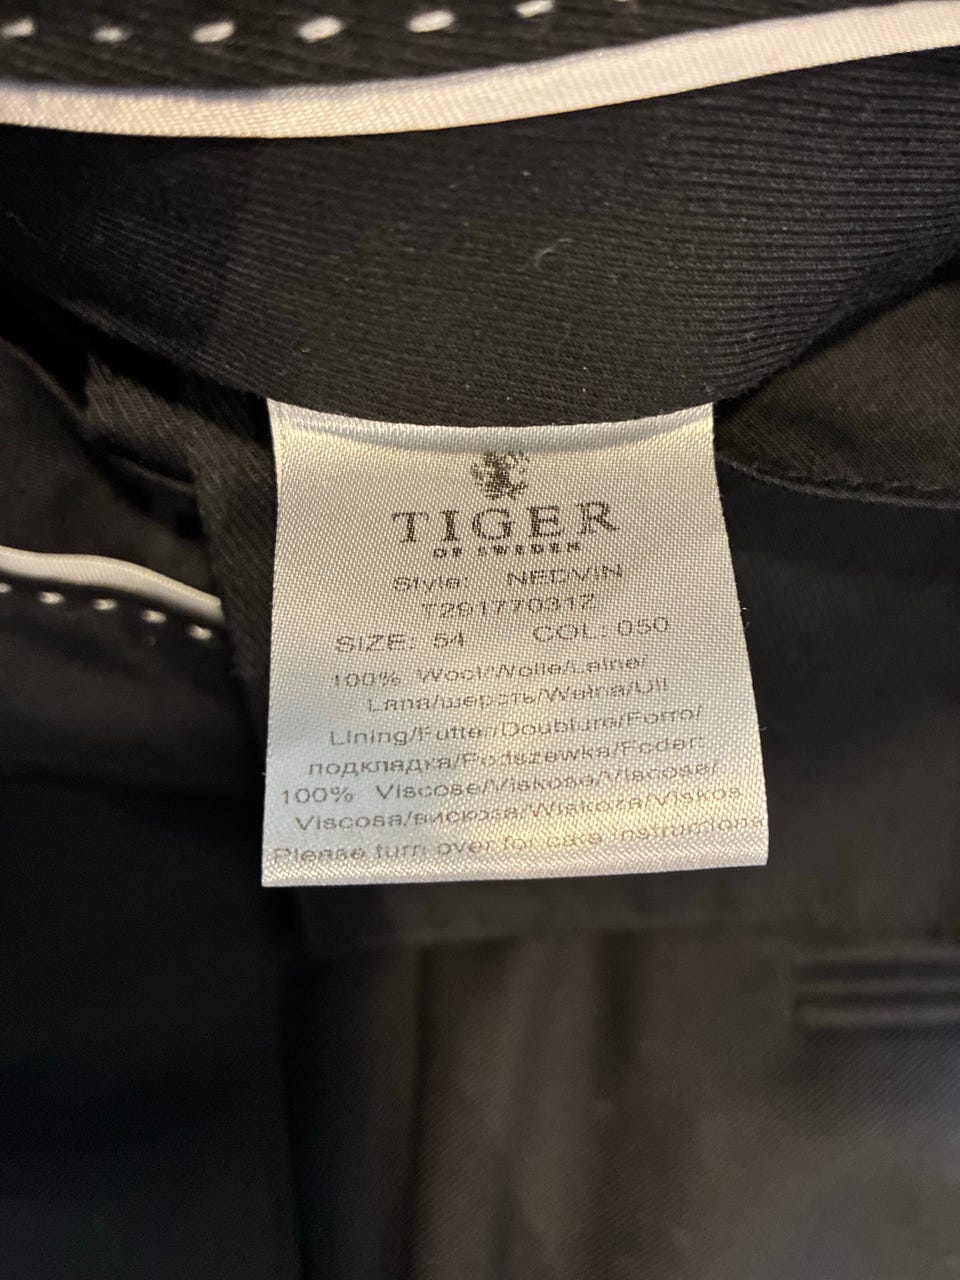 TIGER
OF SWEDEN
Style: NEDVIN
T29177031Z
SIZE: 54 COL: 050
100% Wool/Wolle/Laine/
Lana/шерсть/Wełna/Ull
Lining/Futter/Doublure/Forro/
подкладка/Podszewka/Foder:
100% Viscose/Viskose/Viscose/
Viscosa/вискоза/Wiskoza/Viskos
Please turn over for care instructions